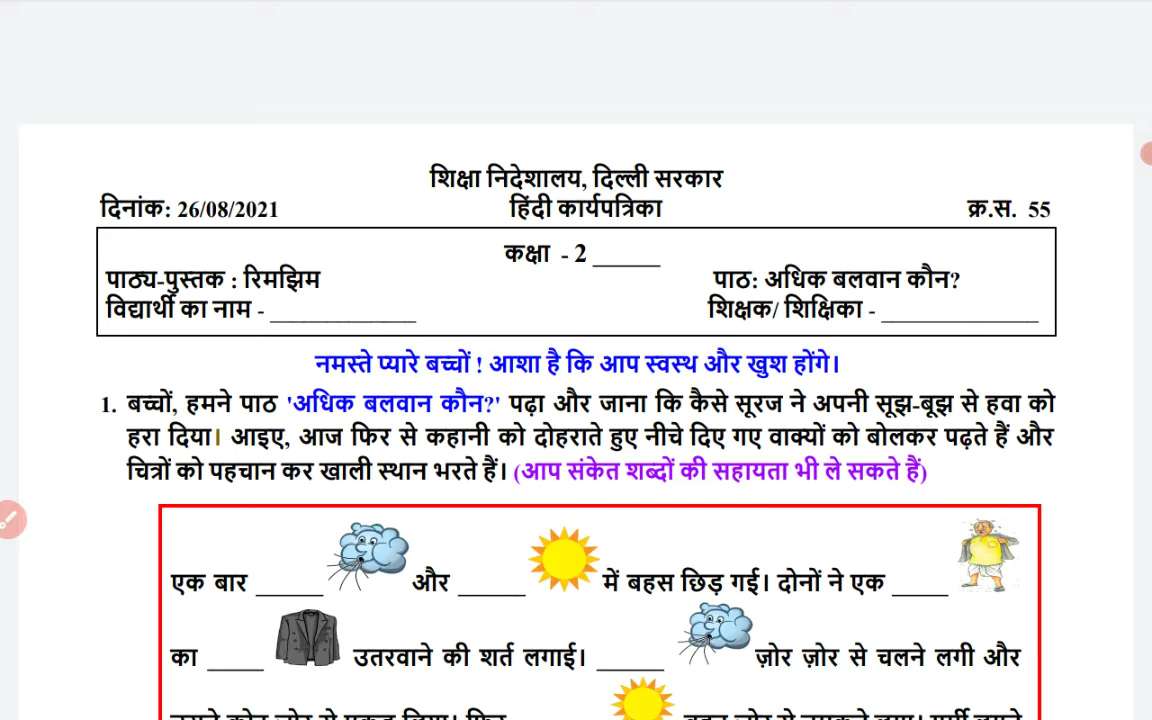 शिक्षा निदेशालय, दिल्ली सरकार
दिनांक: 26/08/2021 हिंदी कार्यपत्रिका क्र.स. 55
कक्षा - 2 _____
पाठ्य-पुस्तक : रिमझिम पाठ: अधिक बलवान कौन?
विद्यार्थी का नाम - _____________ शिक्षक/ शिक्षिका - ______________
नमस्ते प्यारे बच्चों ! आशा है कि आप स्वस्थ और खुश होंगे।
1. बच्चों, हमने पाठ 'अधिक बलवान कौन?' पढ़ा और जाना कि कैसे सूरज ने अपनी सूझ-बूझ से हवा को
हरा दिया। आइए, आज फिर से कहानी को दोहराते हुए नीचे दिए गए वाक्यों को बोलकर पढ़ते हैं और
चित्रों को पहचान कर खाली स्थान भरते हैं। (आप संकेत शब्दों की सहायता भी ले सकते हैं)
एक बार ______ और ______ में बहस छिड़ गई। दोनों ने एक _____
का _____ उतरवाने की शर्त लगाई। ______ ज़ोर ज़ोर से चलने लगी और